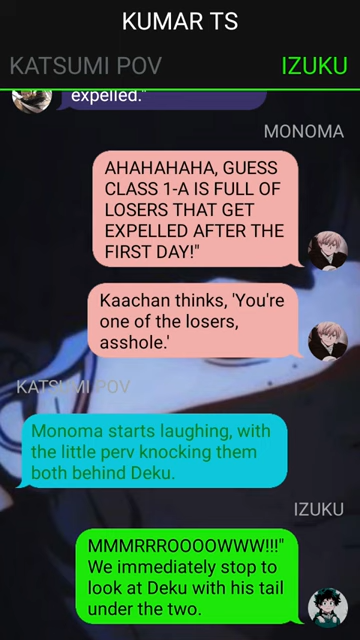 KUMAR TS
KATSUMI POV
IZUKU
expelled."
MONOMA
AHAHAHAHA, GUESS
CLASS 1-A IS FULL OF
LOSERS THAT GET
EXPELLED AFTER THE
FIRST DAY!"
Kaachan thinks, 'You're
one of the losers,
asshole.'
KATSUMI POV
Monoma starts laughing, with
the little perv knocking them
both behind Deku.
IZUKU
MMMRRROOOOWWW!!!"
We immediately stop to
look at Deku with his tail
under the two.